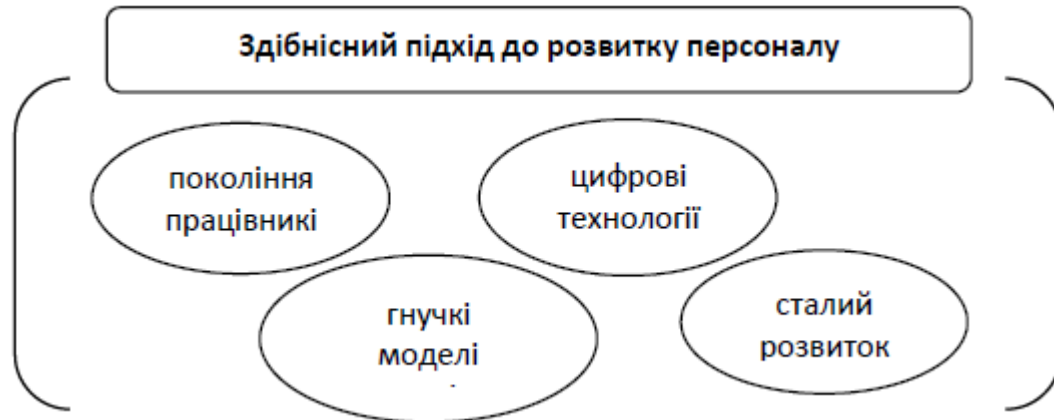 Здібнісний підхід до розвитку персоналу
покоління
працівникі
цифрові
технології
гнучкі
моделі
сталий
розвиток